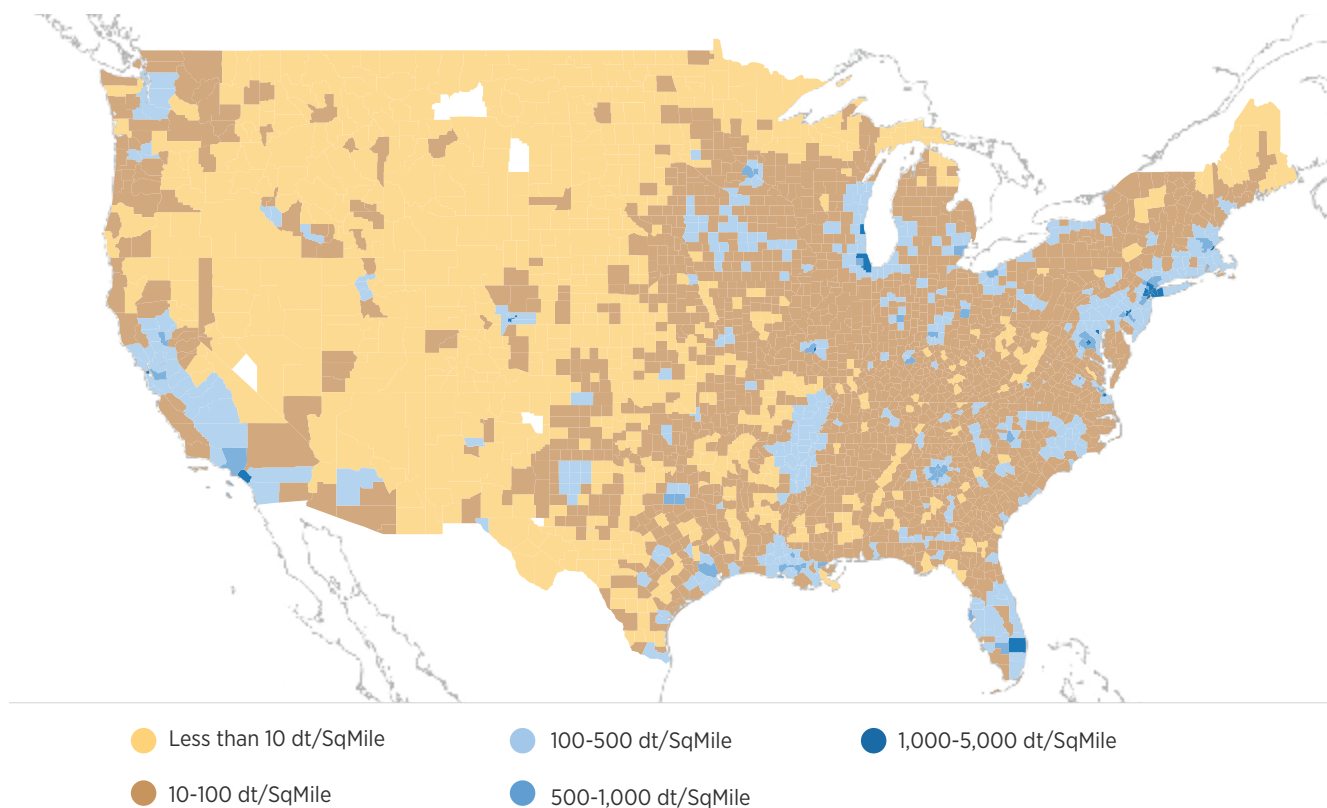 Less than 10 dt/SqMile
100-500 dt/SqMile
1,000-5,000 dt/SqMile
10-100 dt/SqMile
500-1,000 dt/SqMile